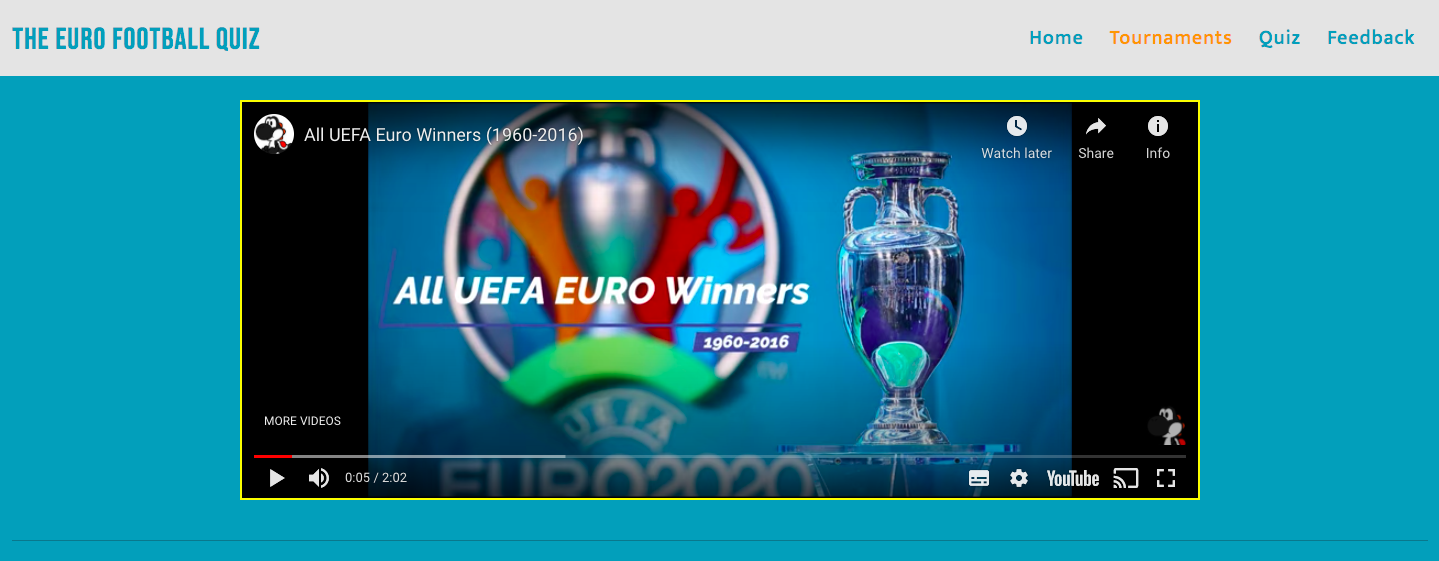 THE EURO FOOTBALL QUIZ
Home Tournaments Quiz Feedback
All UEFA Euro Winners (1960-2016)
Watch later Share Info
All UEFA EURO Winners
1960-2016
TM
UEFA
EURO2020
MORE VIDEOS
0:05 / 2:02
YouTube